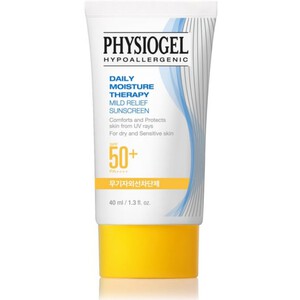 PHYSIOGEL
HYPOALLERGENIC
DAILY
MOISTURE
THERAPY
MILD RELIEF
SUNSCREEN
Comforts and Protects
skin from UV rays
For dry and Sensitive skin
SPF
50+
PA++++
무기자외선차단제
40 ml / 1.3 fl. oz.